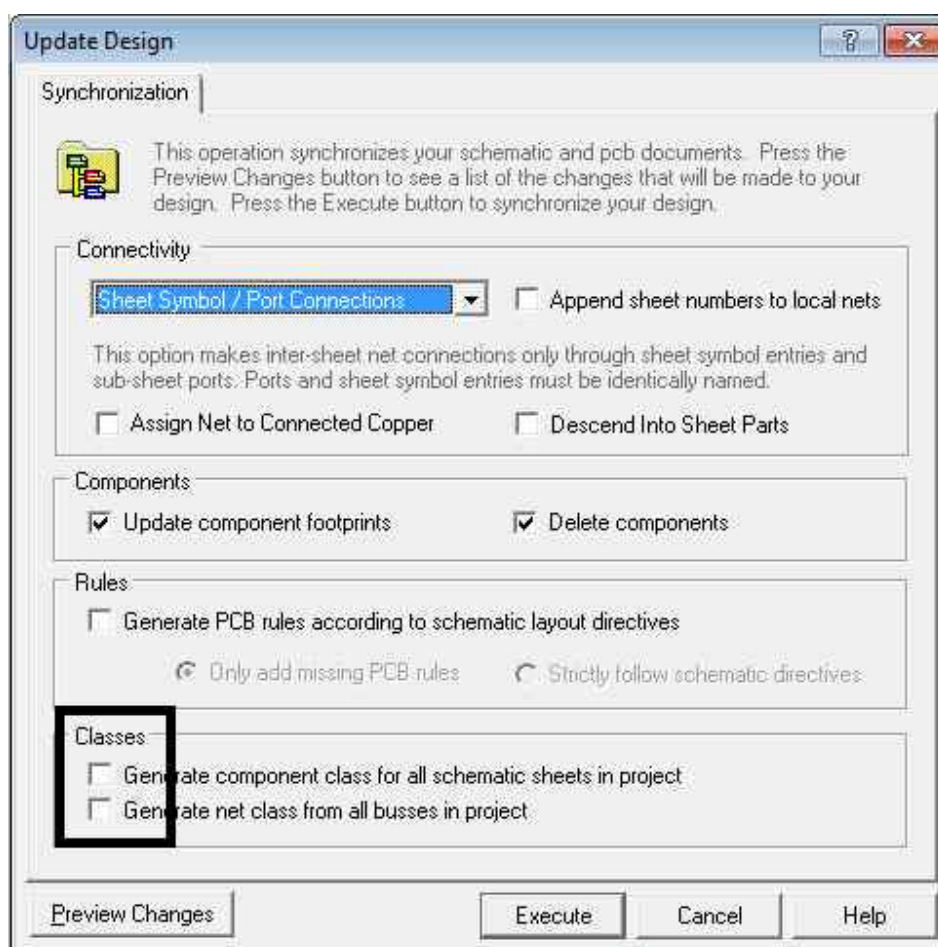 Update Design
?
Synchronization
This operation synchronizes your schematic and pcb documents. Press the
Preview Changes button to see a list of the changes that will be made to your
design. Press the Execute button to synchronize your design.
Connectivity
Sheet Symbol / Port Connections
Append sheet numbers to local nets
This option makes inter-sheet net connections only through sheet symbol entries and
sub-sheet ports. Ports and sheet symbol entries must be identically named.
Assign Net to Connected Copper
Descend Into Sheet Parts
Components
Update component footprints
Delete components
Rules
Generate PCB rules according to schematic layout directives
Only add missing PCB rules
Strictly follow schematic directives
Classes
Generate component class for all schematic sheets in project
Generate net class from all busses in project
Preview Changes
Execute
Cancel
Help